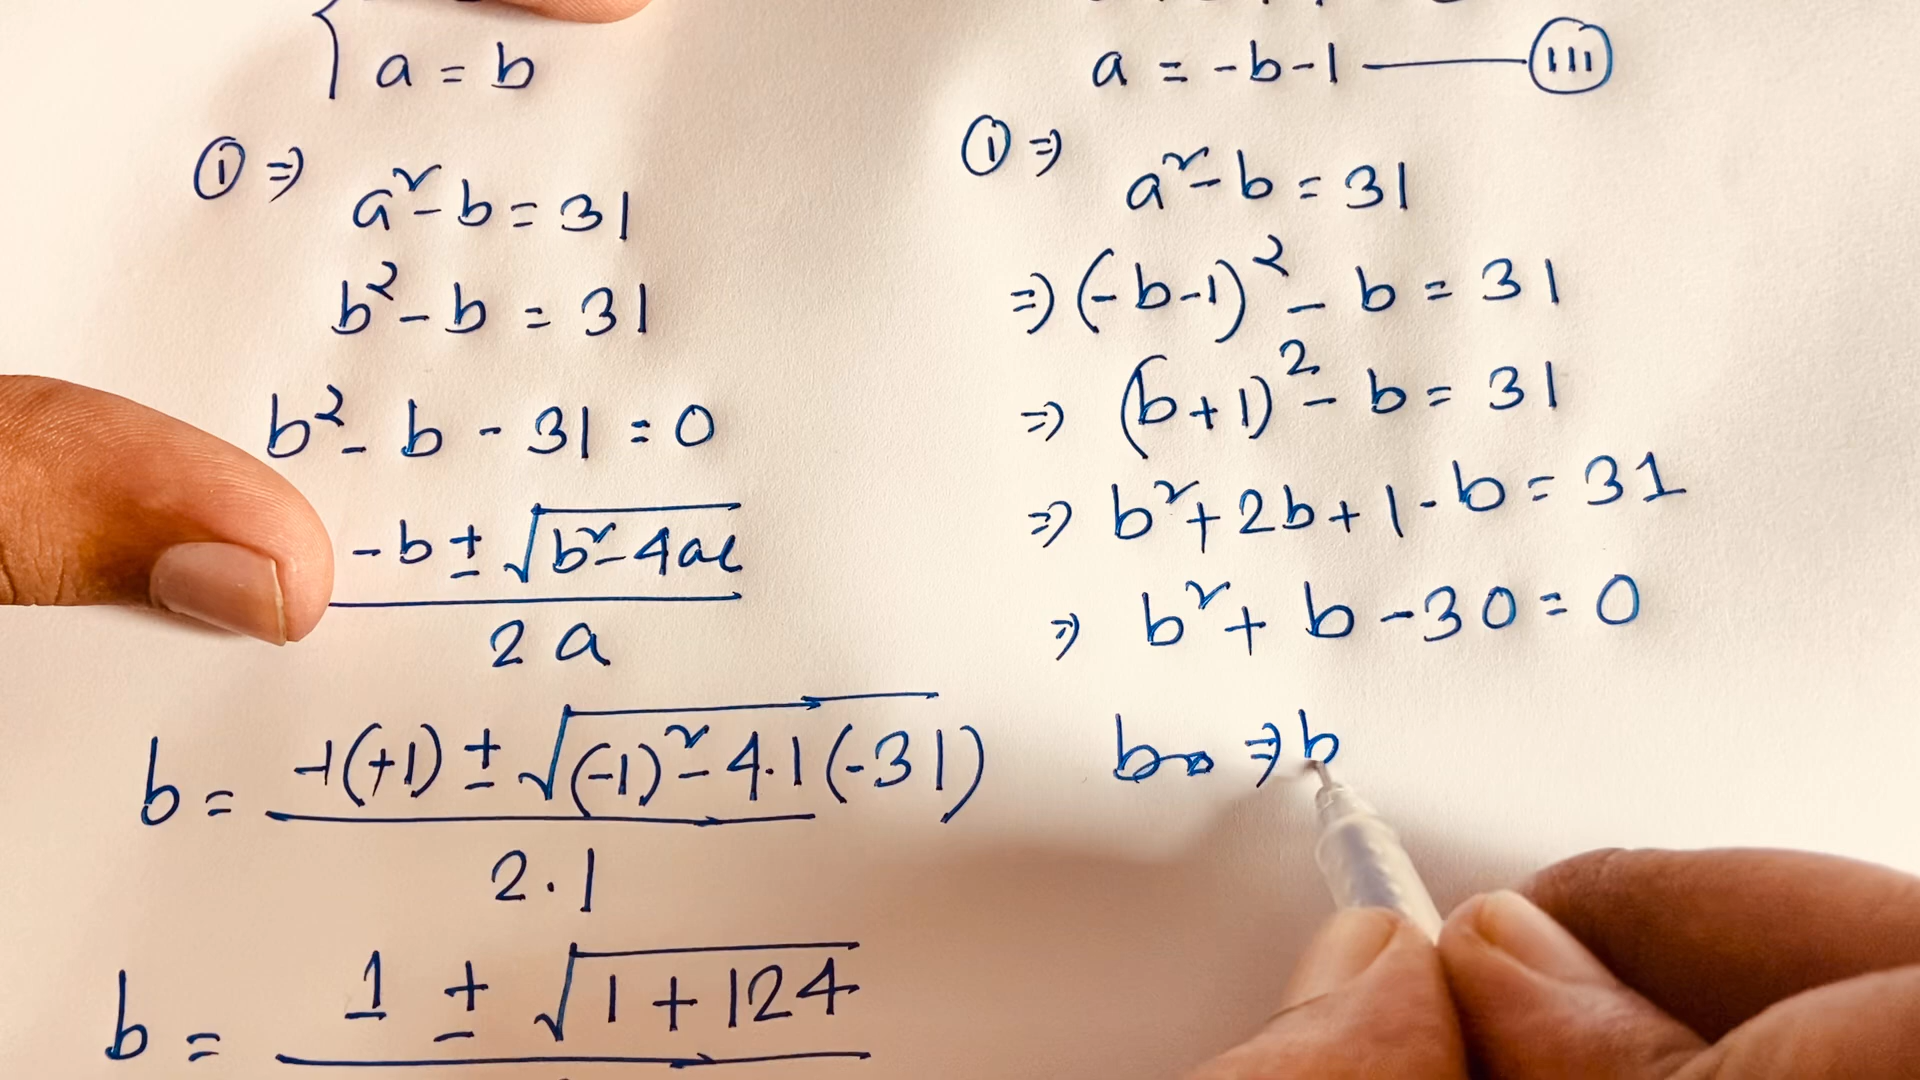 a = b
① ⇒
a² - b = 31
b² - b = 31
b² - b - 31 = 0
-b ± √(b² - 4ac)
2a
b = -1(+1) ± √((-1)² - 4.1(-31))
2.1
b = 1 ± √(1 + 124)
a = -b-1 —— (iii)
① ⇒
a² - b = 31
⇒ (-b-1)² - b = 31
⇒ (b+1)² - b = 31
⇒ b² + 2b + 1 - b = 31
⇒ b² + b - 30 = 0
b ⇒ b